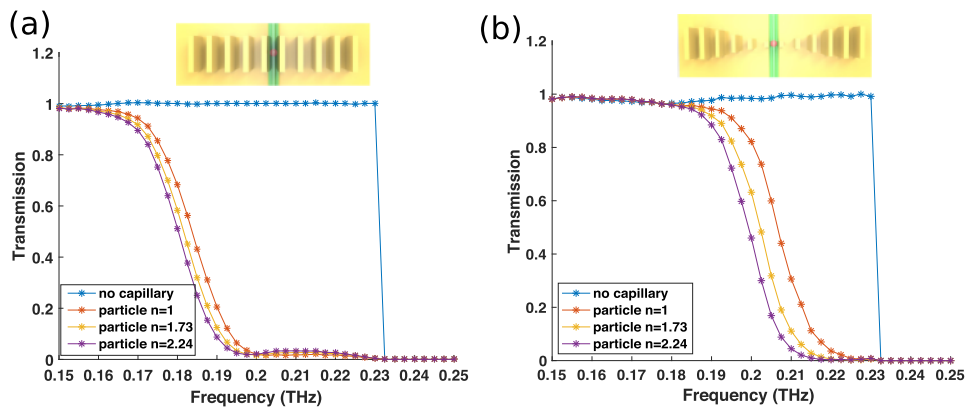 (a)
1.2
1
0.8
0.6
0.4
0.2
0
Transmission
no capillary
particle n=1
particle n=1.73
particle n=2.24
0.15 0.16 0.17 0.18 0.19 0.2 0.21 0.22 0.23 0.24 0.25
Frequency (THz)
(b)
1.2
1
0.8
0.6
0.4
0.2
0
Transmission
no capillary
particle n=1
particle n=1.73
particle n=2.24
0.15 0.16 0.17 0.18 0.19 0.20 0.21 0.22 0.23 0.24 0.25
Frequency (THz)